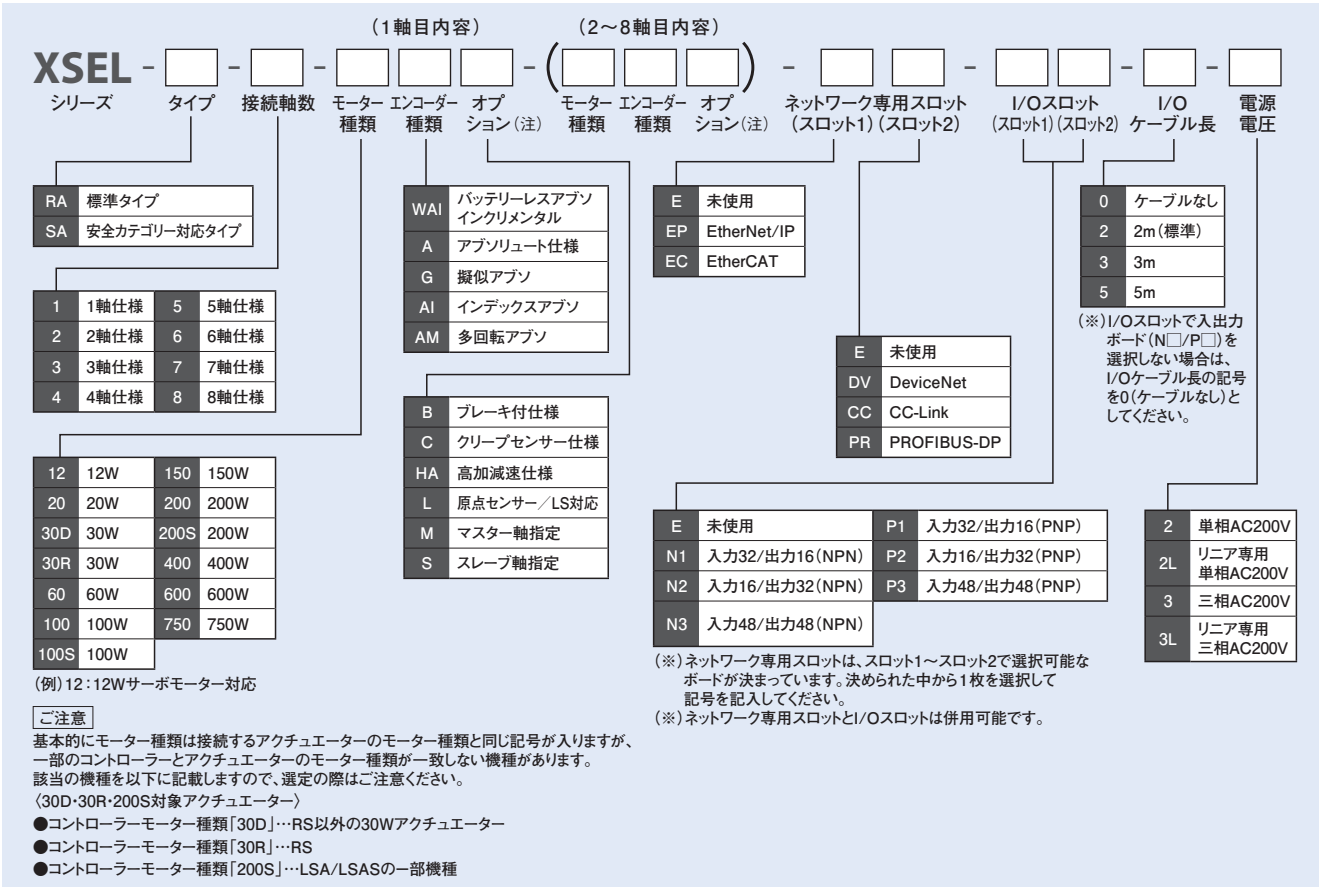 (1軸目内容)
(2～8軸目内容)
XSEL - □ - □ - □□□ - (□□□) - □ □ - □□ - □ - □
シリーズ
タイプ
接続軸数
モーター種類
エンコーダー種類
オプション(注)
モーター種類
エンコーダー種類
オプション(注)
ネットワーク専用スロット
(スロット1)(スロット2)
I/Oスロット
(スロット1)(スロット2)
I/Oケーブル長
電源電圧
RA 標準タイプ
SA 安全カテゴリー対応タイプ
1 1軸仕様 5 5軸仕様
2 2軸仕様 6 6軸仕様
3 3軸仕様 7 7軸仕様
4 4軸仕様 8 8軸仕様
12 12W 150 150W
20 20W 200 200W
30D 30W 200S 200W
30R 30W 400 400W
60 60W 600 600W
100 100W 750 750W
100S 100W
(例)12：12Wサーボモーター対応
WAI バッテリーレスアブソ
インクリメンタル
A アブソリュート仕様
G 擬似アブソ
AI インデックスアブソ
AM 多回転アブソ
B ブレーキ付仕様
C クリープセンサー仕様
HA 高加減速仕様
L 原点センサー／LS対応
M マスター軸指定
S スレーブ軸指定
E 未使用
EP EtherNet/IP
EC EtherCAT
E 未使用
DV DeviceNet
CC CC-Link
PR PROFIBUS-DP
E 未使用 P1 入力32/出力16(PNP)
N1 入力32/出力16(NPN) P2 入力16/出力32(PNP)
N2 入力16/出力32(NPN) P3 入力48/出力48(PNP)
N3 入力48/出力48(NPN)
(※)ネットワーク専用スロットは、スロット1～スロット2で選択可能な
ボードが決まっています。決められた中から1枚を選択して
記号を記入してください。
(※)ネットワーク専用スロットとI/Oスロットは併用可能です。
0 ケーブルなし
2 2m(標準)
3 3m
5 5m
(※)I/Oスロットで入出力
ボード(N□/P□)を
選択しない場合は、
I/Oケーブル長の記号
を0(ケーブルなし)と
してください。
2 単相AC200V
2L リニア専用
単相AC200V
3 三相AC200V
3L リニア専用
三相AC200V
ご注意
基本的にモーター種類は接続するアクチュエーターのモーター種類と同じ記号が入りますが、
一部のコントローラーとアクチュエーターのモーター種類が一致しない機種があります。
該当の機種を以下に記載しますので、選定の際はご注意ください。
〈30D・30R・200S対象アクチュエーター〉
●コントローラーモーター種類「30D」…RS以外の30Wアクチュエーター
●コントローラーモーター種類「30R」…RS
●コントローラーモーター種類「200S」…LSA/LSASの一部機種